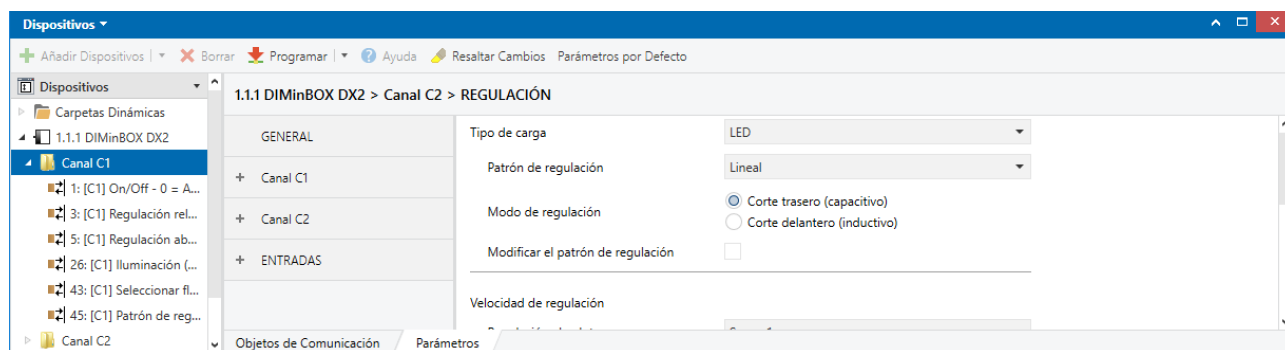 Dispositivos
Añadir Dispositivos Borrar Programar Ayuda Resaltar Cambios Parámetros por Defecto
Dispositivos
Carpetas Dinámicas
1.1.1 DIMinBOX DX2
Canal C1
1: [C1] On/Off - 0 = A...
3: [C1] Regulación rel...
5: [C1] Regulación ab...
26: [C1] Iluminación (...
43: [C1] Seleccionar fl...
45: [C1] Patrón de reg...
Canal C2
1.1.1 DIMinBOX DX2 > Canal C2 > REGULACIÓN
GENERAL
+ Canal C1
+ Canal C2
+ ENTRADAS
Tipo de carga LED
Patrón de regulación Lineal
Modo de regulación
Corte trasero (capacitivo)
Corte delantero (inductivo)
Modificar el patrón de regulación
Velocidad de regulación
Objetos de Comunicación Parámetros